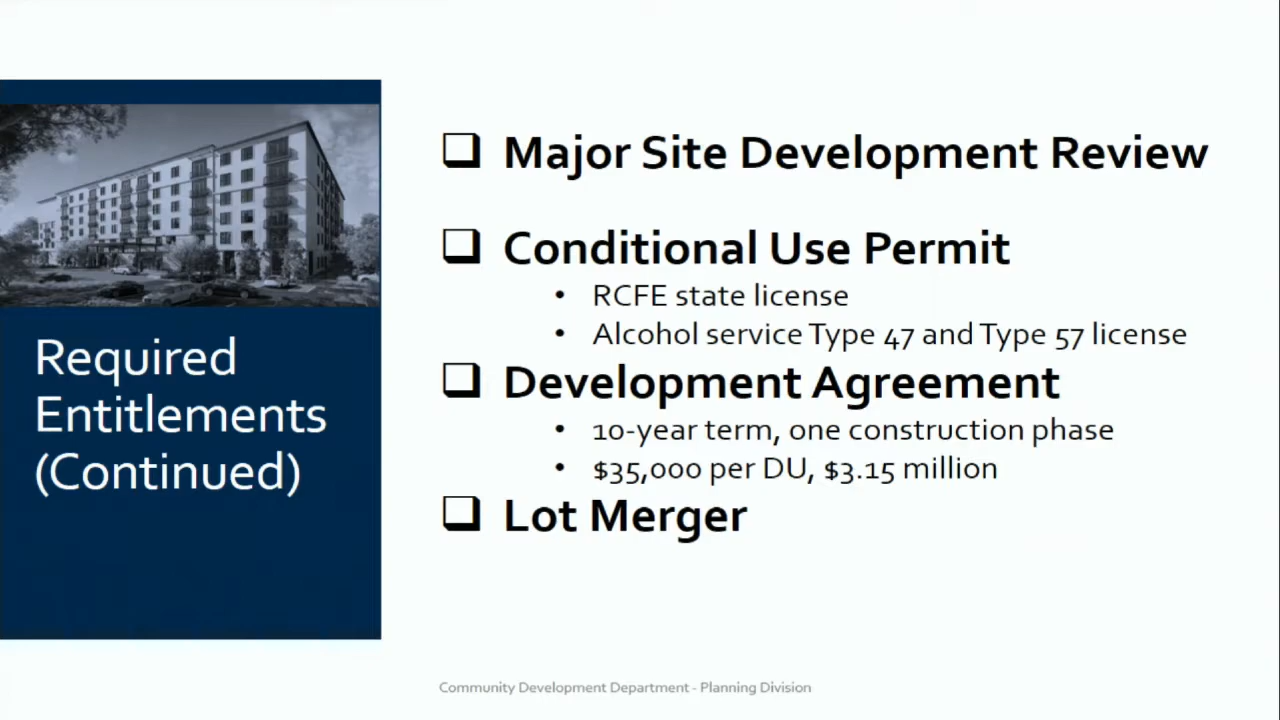 Required
Entitlements
(Continued)
Major Site Development Review
Conditional Use Permit
• RCFE state license
• Alcohol service Type 47 and Type 57 license
Development Agreement
• 10-year term, one construction phase
• $35,000 per DU, $3.15 million
Lot Merger
Community Development Department - Planning Division